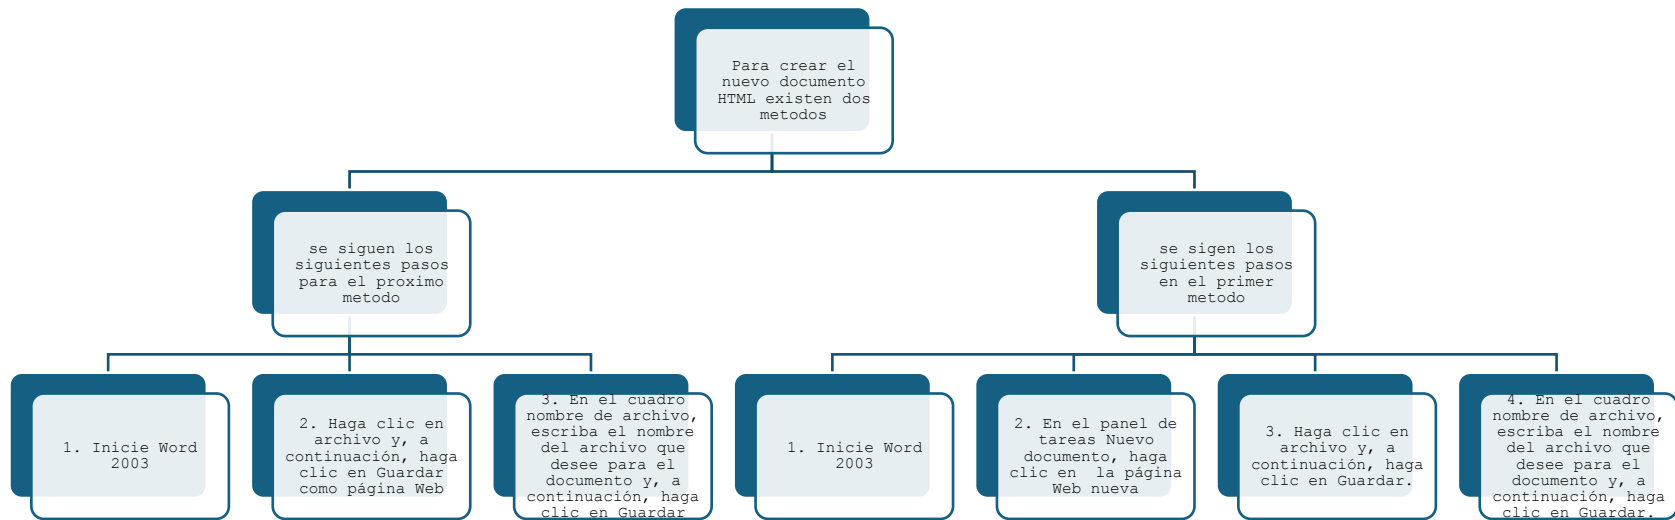 Para crear el
nuevo documento
HTML existen dos
metodos
se siguen los
siguientes pasos
para el proximo
metodo
se sigen los
siguientes pasos
en el primer
metodo
1. Inicie Word
2003
2. Haga clic en
archivo y, a
continuación, haga
clic en Guardar
como página Web
3. En el cuadro
nombre de archivo,
escriba el nombre
del archivo que
desee para el
documento y, a
continuación, haga
clic en Guardar
1. Inicie Word
2003
2. En el panel de
tareas Nuevo
documento, haga
clic en  la página
Web nueva
3. Haga clic en
archivo y, a
continuación, haga
clic en Guardar.
4. En el cuadro
nombre de archivo,
escriba el nombre
del archivo que
desee para el
documento y, a
continuación, haga
clic en Guardar.